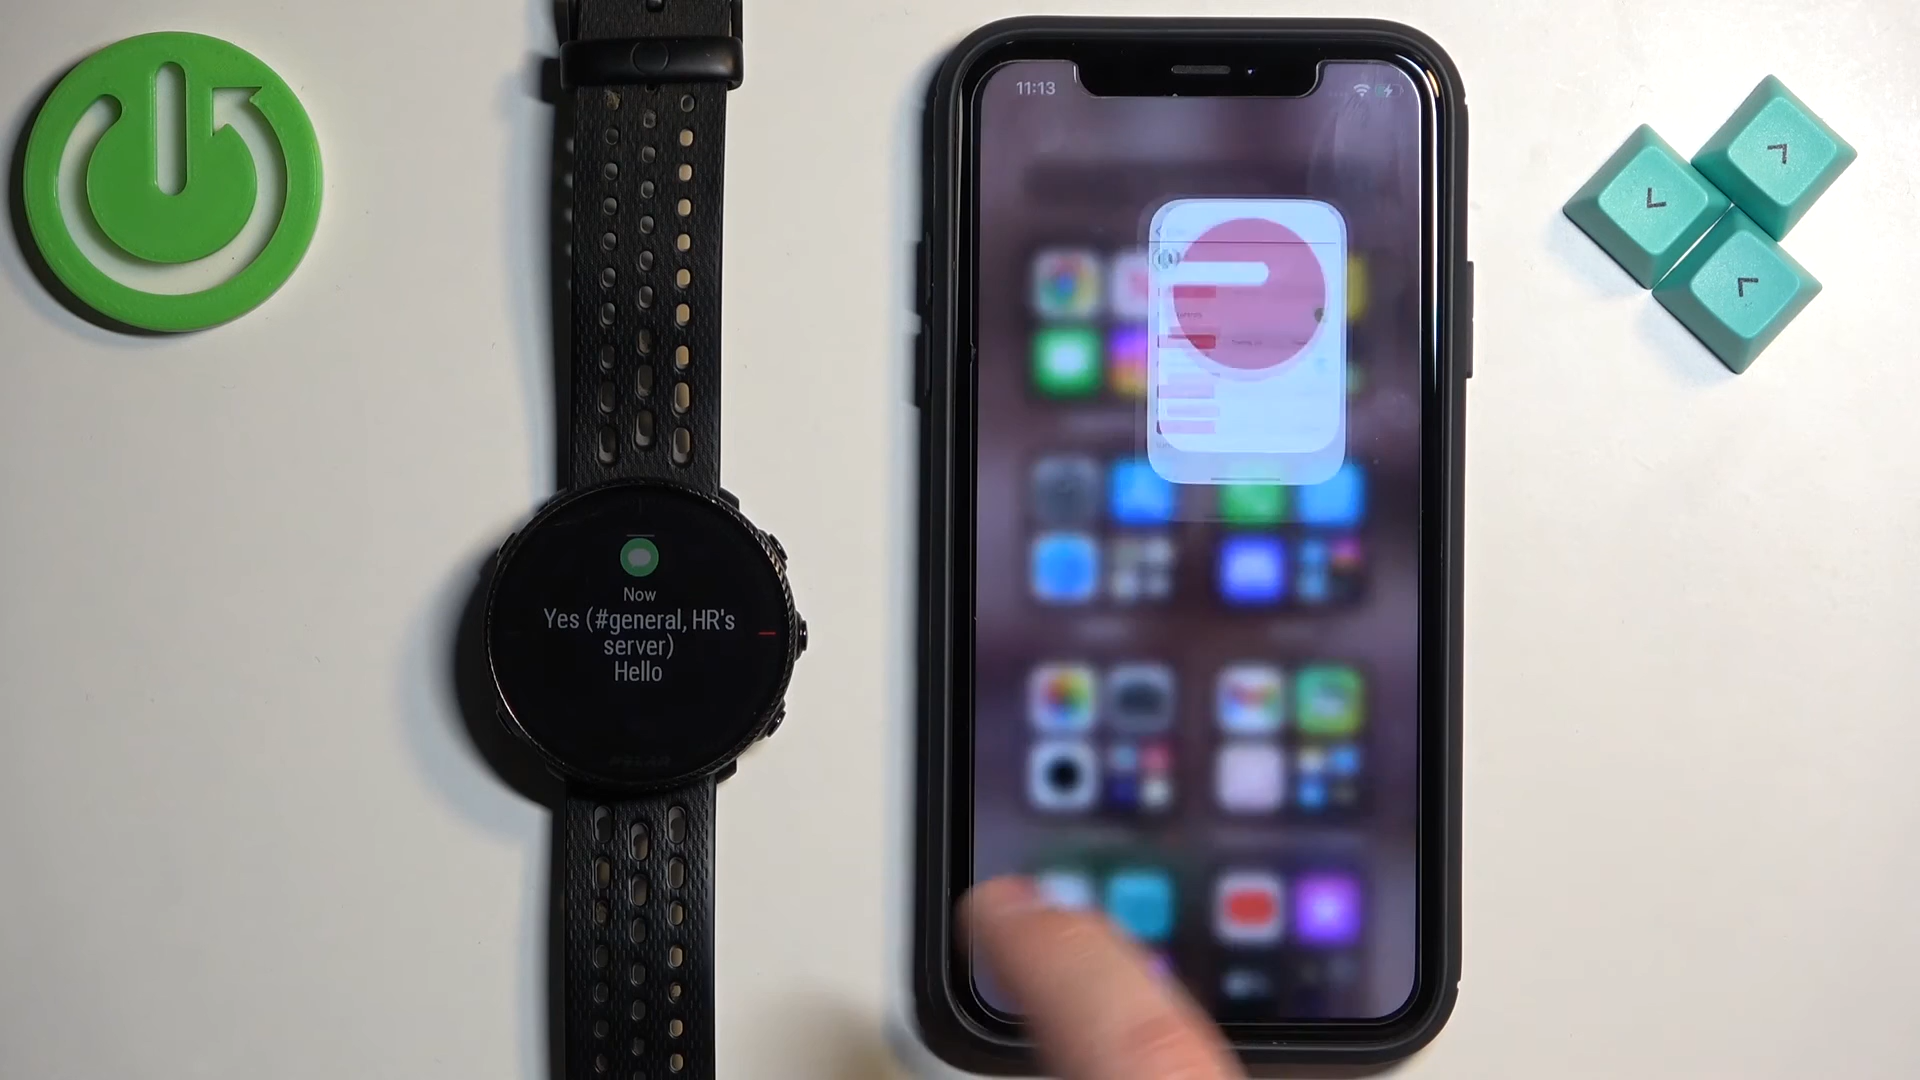 11:13
Now
Yes (#general, HR's
server)
Hello